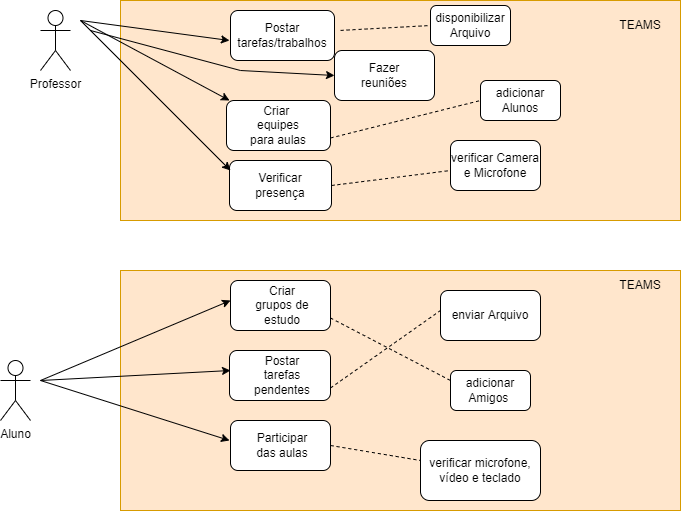 TEAMS
Postar
tarefas/trabalhos
disponibilizar
Arquivo
Professor
Fazer
reuniões
Criar
equipes
para aulas
adicionar
Alunos
Verificar
presença
verificar Camera
e Microfone
TEAMS
Criar
grupos de
estudo
enviar Arquivo
Aluno
Postar
tarefas
pendentes
adicionar
Amigos
Participar
das aulas
verificar microfone,
vídeo e teclado